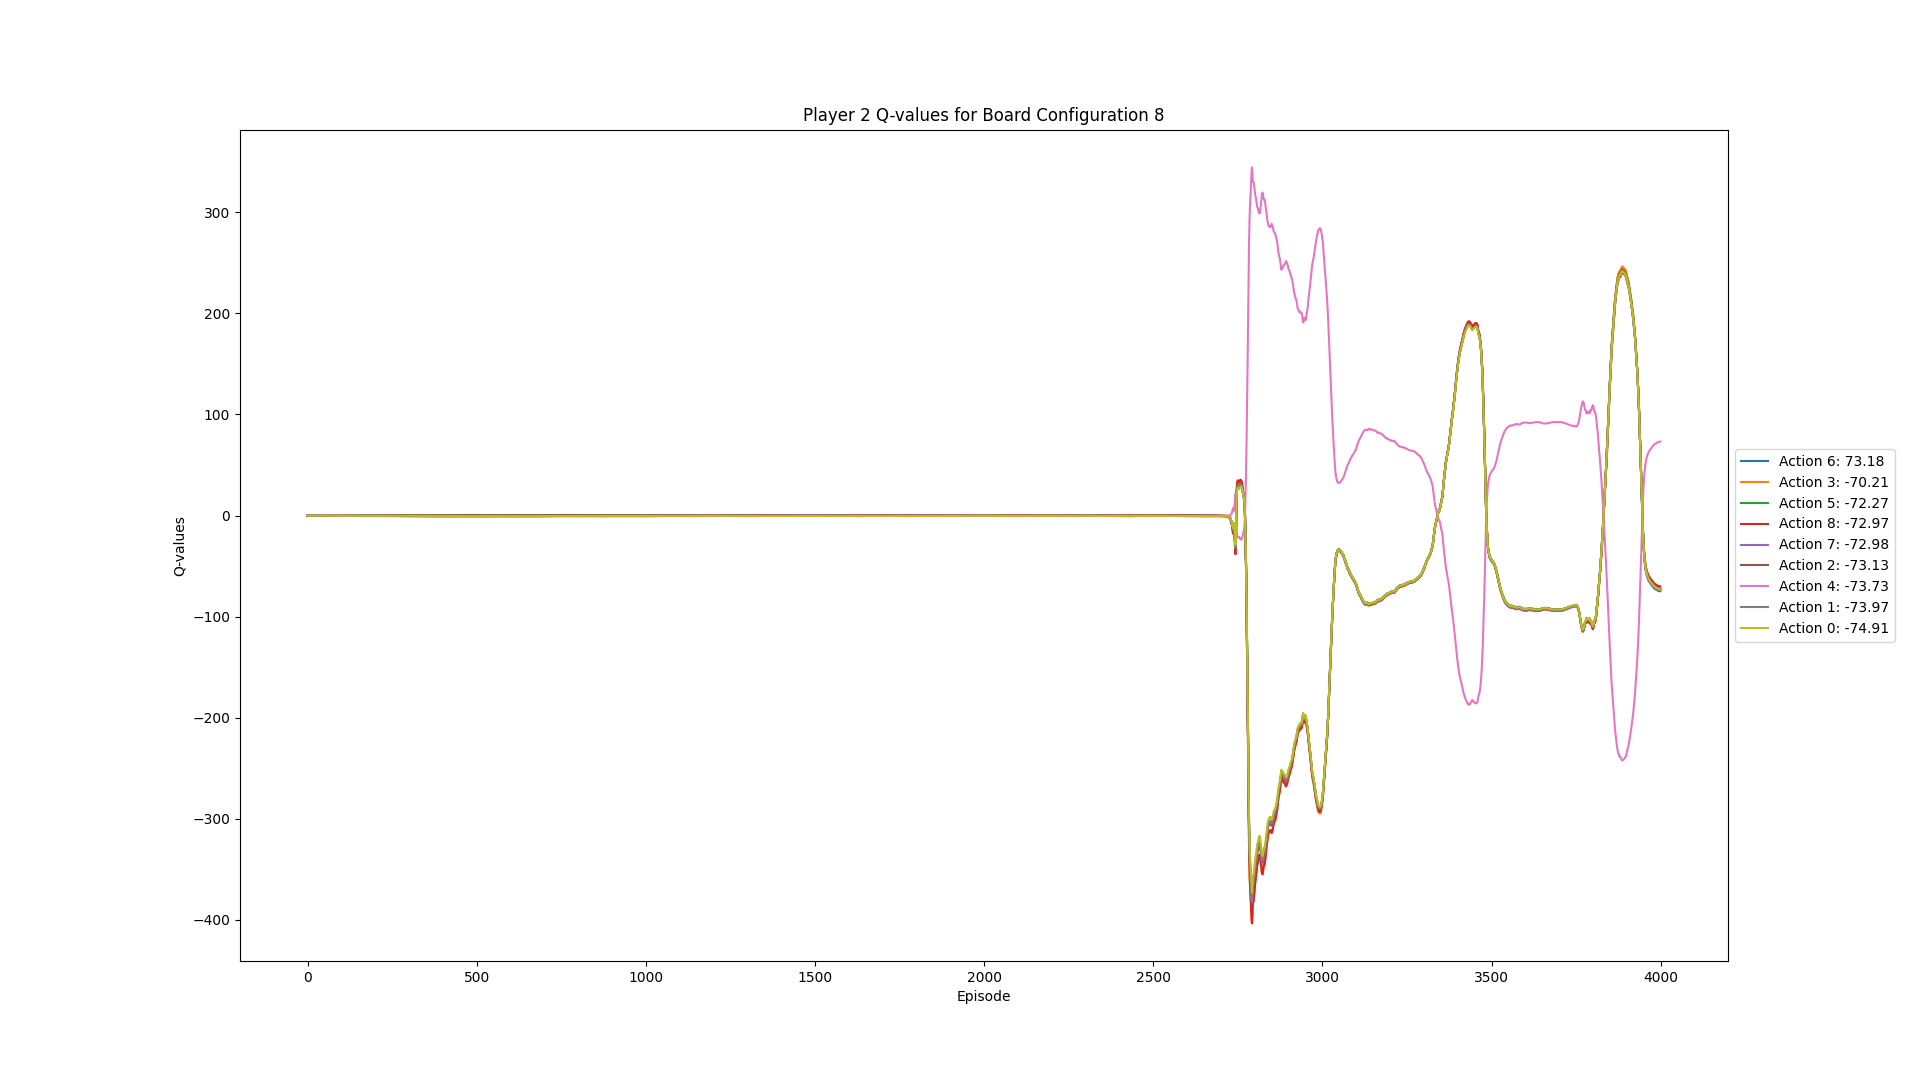 Player 2 Q-values for Board Configuration 8
300
200
100
0
−100
−200
−300
−400
Q-values
0
500
1000
1500
2000
2500
3000
3500
4000
Episode
Action 6: 73.18
Action 3: -70.21
Action 5: -72.27
Action 8: -72.97
Action 7: -72.98
Action 2: -73.13
Action 4: -73.73
Action 1: -73.97
Action 0: -74.91